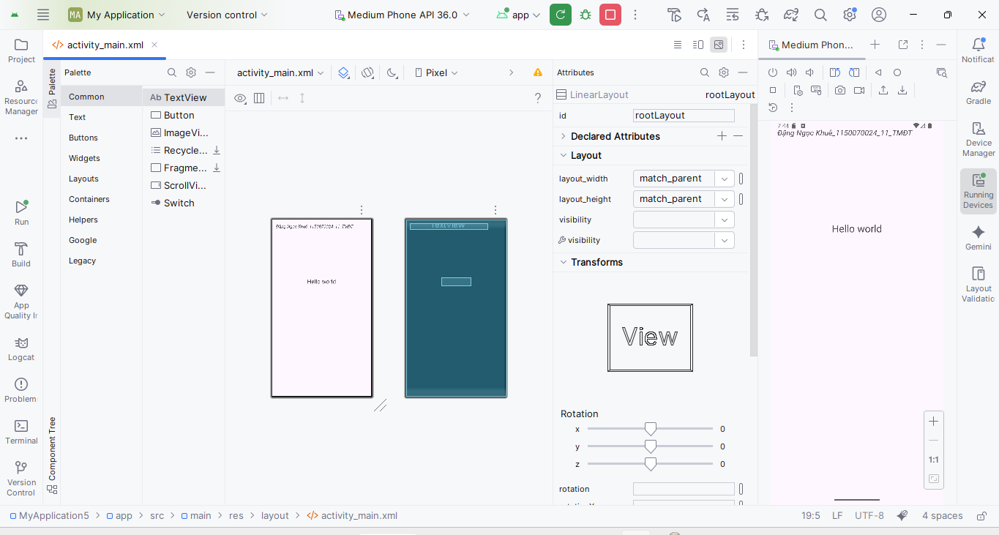 MA My Application
Version control
Medium Phone API 36.0
app
activity_main.xml
Medium Phon...
Project
Resource
Manager
...
Run
Build
App
Quality In
Logcat
Problem
Terminal
Version
Control
Palette
Component Tree
Palette
Common
Text
Buttons
Widgets
Layouts
Containers
Helpers
Google
Legacy
Ab TextView
Button
ImageVi...
Recycle...
Fragme...
ScrollVi...
Switch
activity_main.xml
Pixel
?
Đặng Ngọc Khuê_1150070024_11_TMĐT
Hello world
TextView
Attributes
LinearLayout
rootLayout
id
rootLayout
Declared Attributes
Layout
layout_width
match_parent
layout_height
match_parent
visibility
visibility
Transforms
View
Rotation
x 0
y 0
z 0
rotation
7:44
Đặng Ngọc Khuê_1150070024_11_TMĐT
Hello world
1:1
Notificat
Gradle
Device
Manager
Running
Devices
Gemini
Layout
Validatio
MyApplication5 > app > src > main > res > layout > activity_main.xml
19:5 LF UTF-8 4 spaces